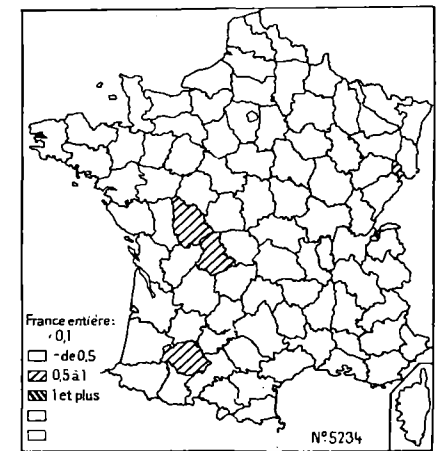 France entière:
0,1
- de 0,5
0,5 à 1
1 et plus
N° 5234